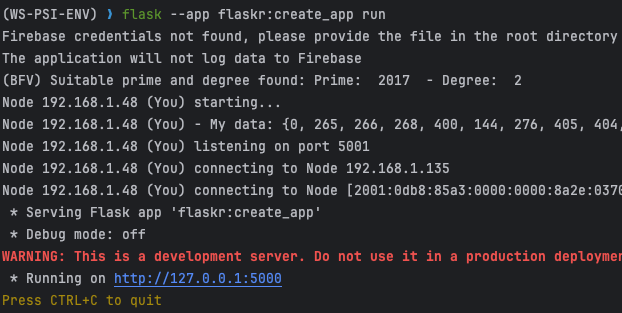 (WS-PSI-ENV) ❯ flask --app flaskr:create_app run
Firebase credentials not found, please provide the file in the root directory
The application will not log data to Firebase
(BFV) Suitable prime and degree found: Prime:  2017  - Degree:  2
Node 192.168.1.48 (You) starting...
Node 192.168.1.48 (You) - My data: {0, 265, 266, 268, 400, 144, 276, 405, 404,
Node 192.168.1.48 (You) listening on port 5001
Node 192.168.1.48 (You) connecting to Node 192.168.1.135
Node 192.168.1.48 (You) connecting to Node [2001:0db8:85a3:0000:0000:8a2e:0370
 * Serving Flask app 'flaskr:create_app'
 * Debug mode: off
WARNING: This is a development server. Do not use it in a production deployme
 * Running on http://127.0.0.1:5000
Press CTRL+C to quit